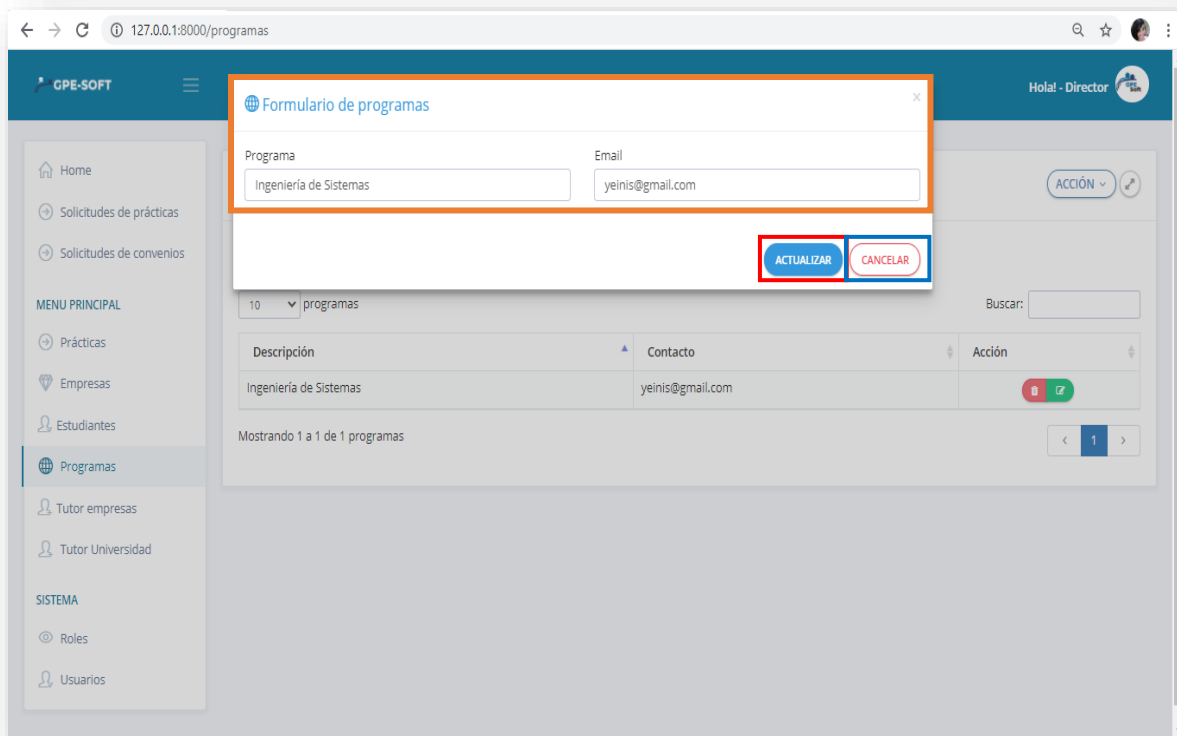 127.0.0.1:8000/programas
GPE-SOFT
Hola! - Director
GPE
Soft
Formulario de programas
×
Programa
Email
Ingeniería de Sistemas
yeinis@gmail.com
ACTUALIZAR
CANCELAR
ACCIÓN
Home
Solicitudes de prácticas
Solicitudes de convenios
MENU PRINCIPAL
Prácticas
Empresas
Estudiantes
Programas
Tutor empresas
Tutor Universidad
SISTEMA
Roles
Usuarios
10 programas
Buscar:
Descripción Contacto Acción
Ingeniería de Sistemas yeinis@gmail.com
Mostrando 1 a 1 de 1 programas
< 1 >